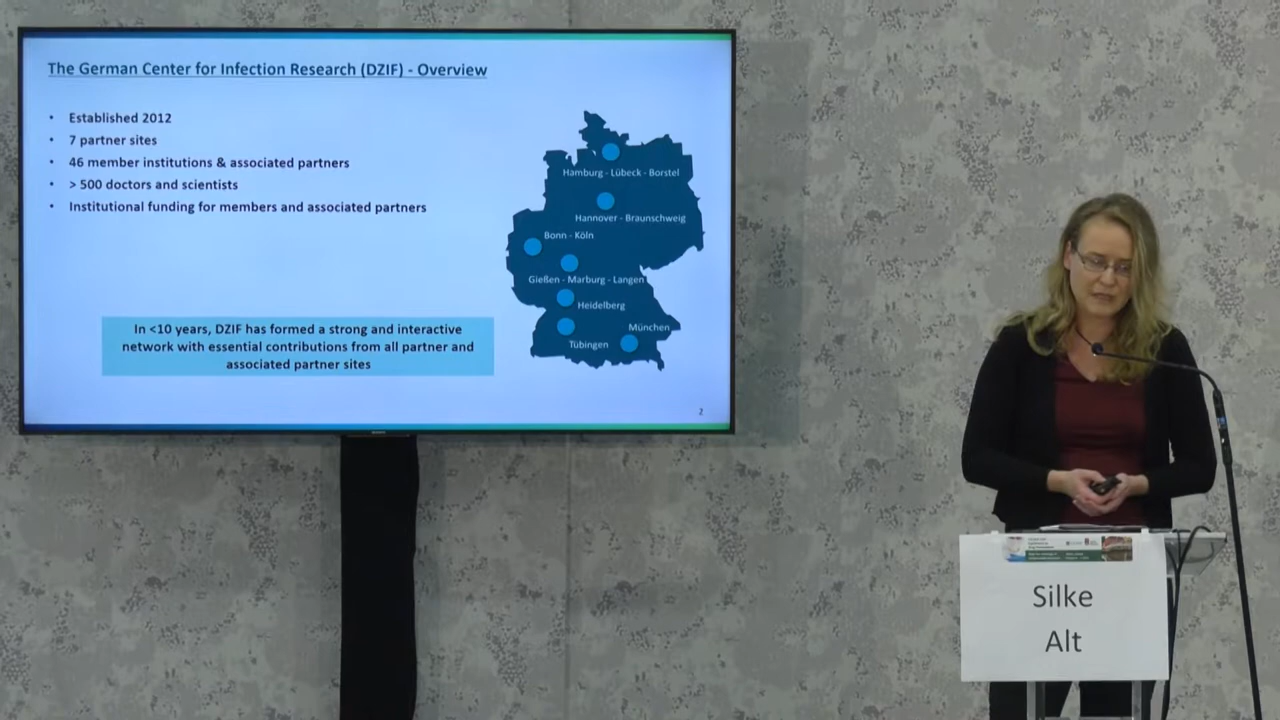 The German Center for Infection Research (DZIF) - Overview
• Established 2012
• 7 partner sites
• 46 member institutions & associated partners
• > 500 doctors and scientists
• Institutional funding for members and associated partners
Hamburg - Lübeck - Borstel
Hannover - Braunschweig
Bonn - Köln
Gießen - Marburg - Langen
Heidelberg
München
Tübingen
In <10 years, DZIF has formed a strong and interactive
network with essential contributions from all partner and
associated partner sites
2
Silke
Alt